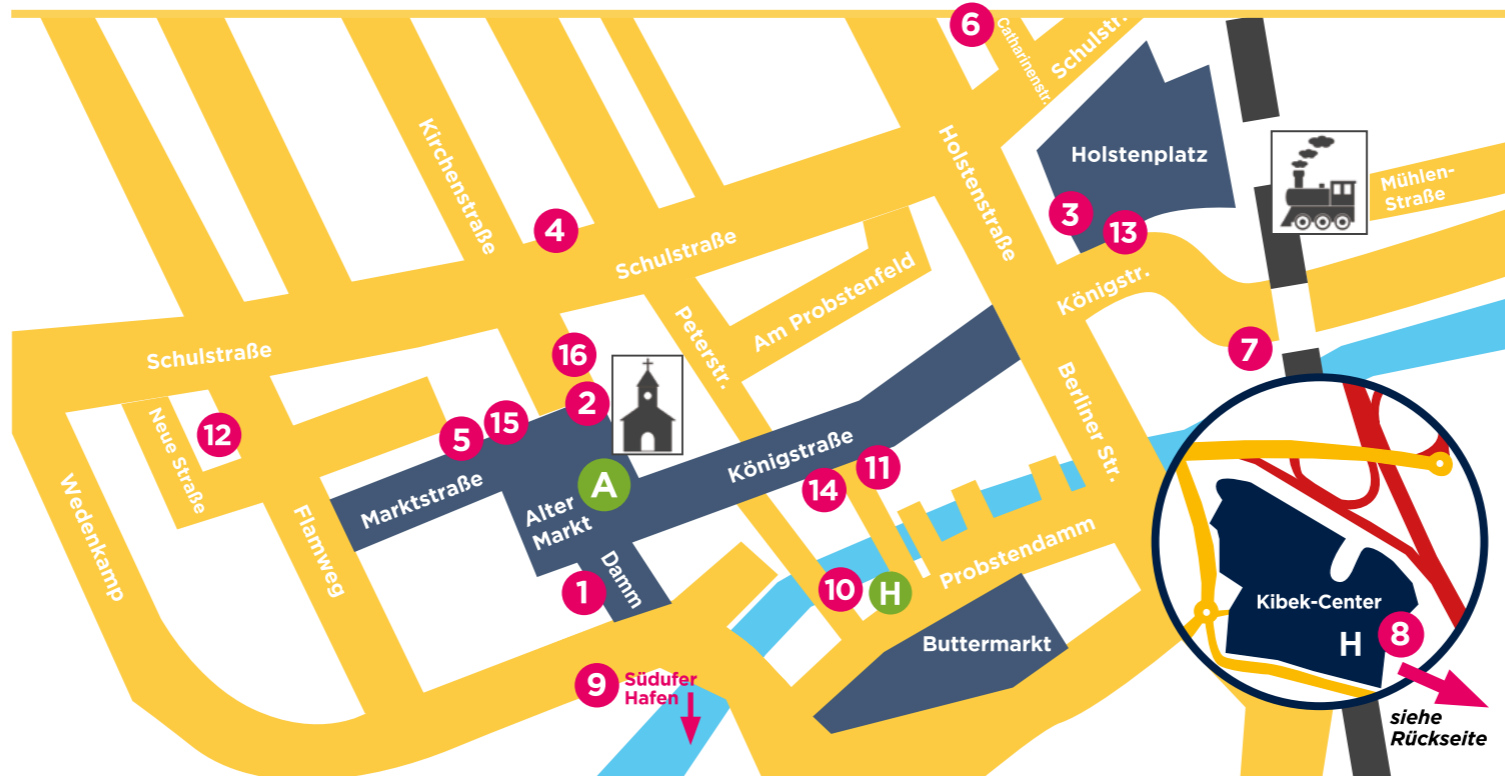 6
Catharinenstr.
Schulstr.
Kirchenstraße
Holstenstraße
Holstenplatz
Mühlen-
Straße
3
13
4
Schulstraße
Königstr.
Am Probstenfeld
Peterstr.
7
Schulstraße
16
2
Berliner Str.
Neue Straße
12
5
15
Königstraße
11
14
A
Marktstraße
Alter
Markt
Wedenkamp
Flamweg
Damm
1
10
H
Probstendamm
Buttermarkt
Kibek-Center
H
8
9
Südufer
Hafen
siehe
Rückseite